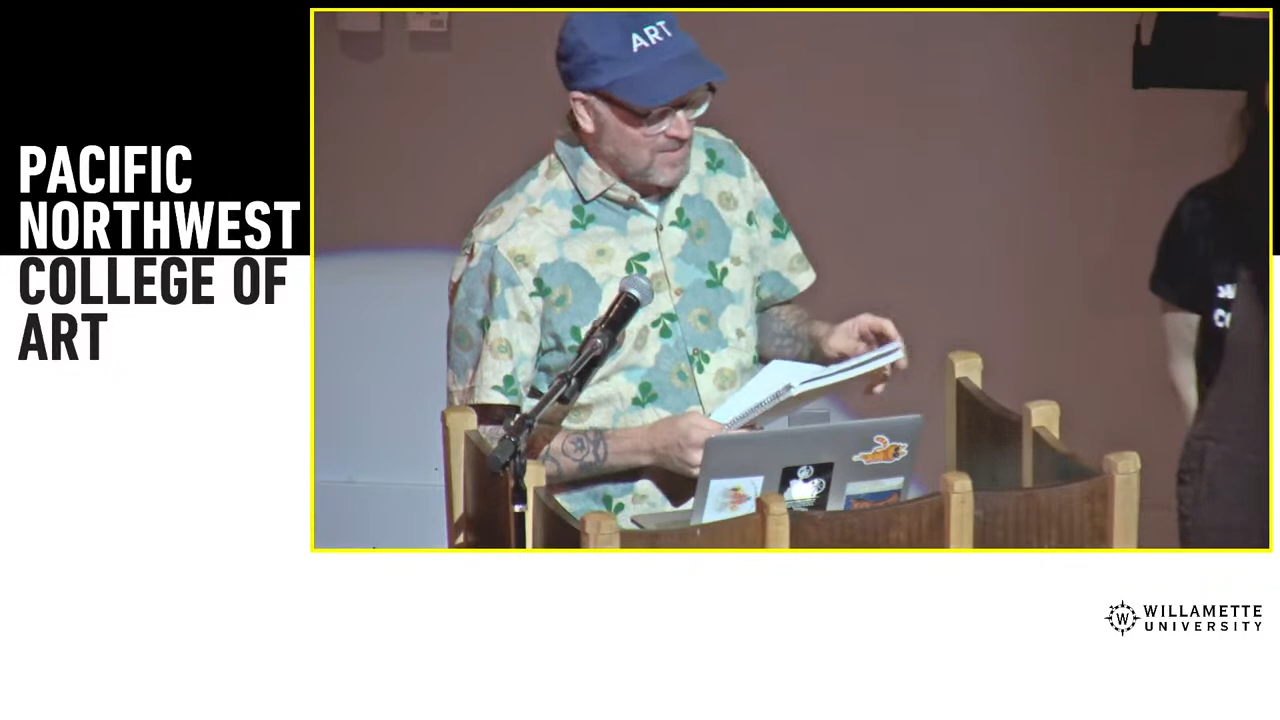 PACIFIC
NORTHWEST
COLLEGE OF
ART
ART
WILLAMETTE
UNIVERSITY
W